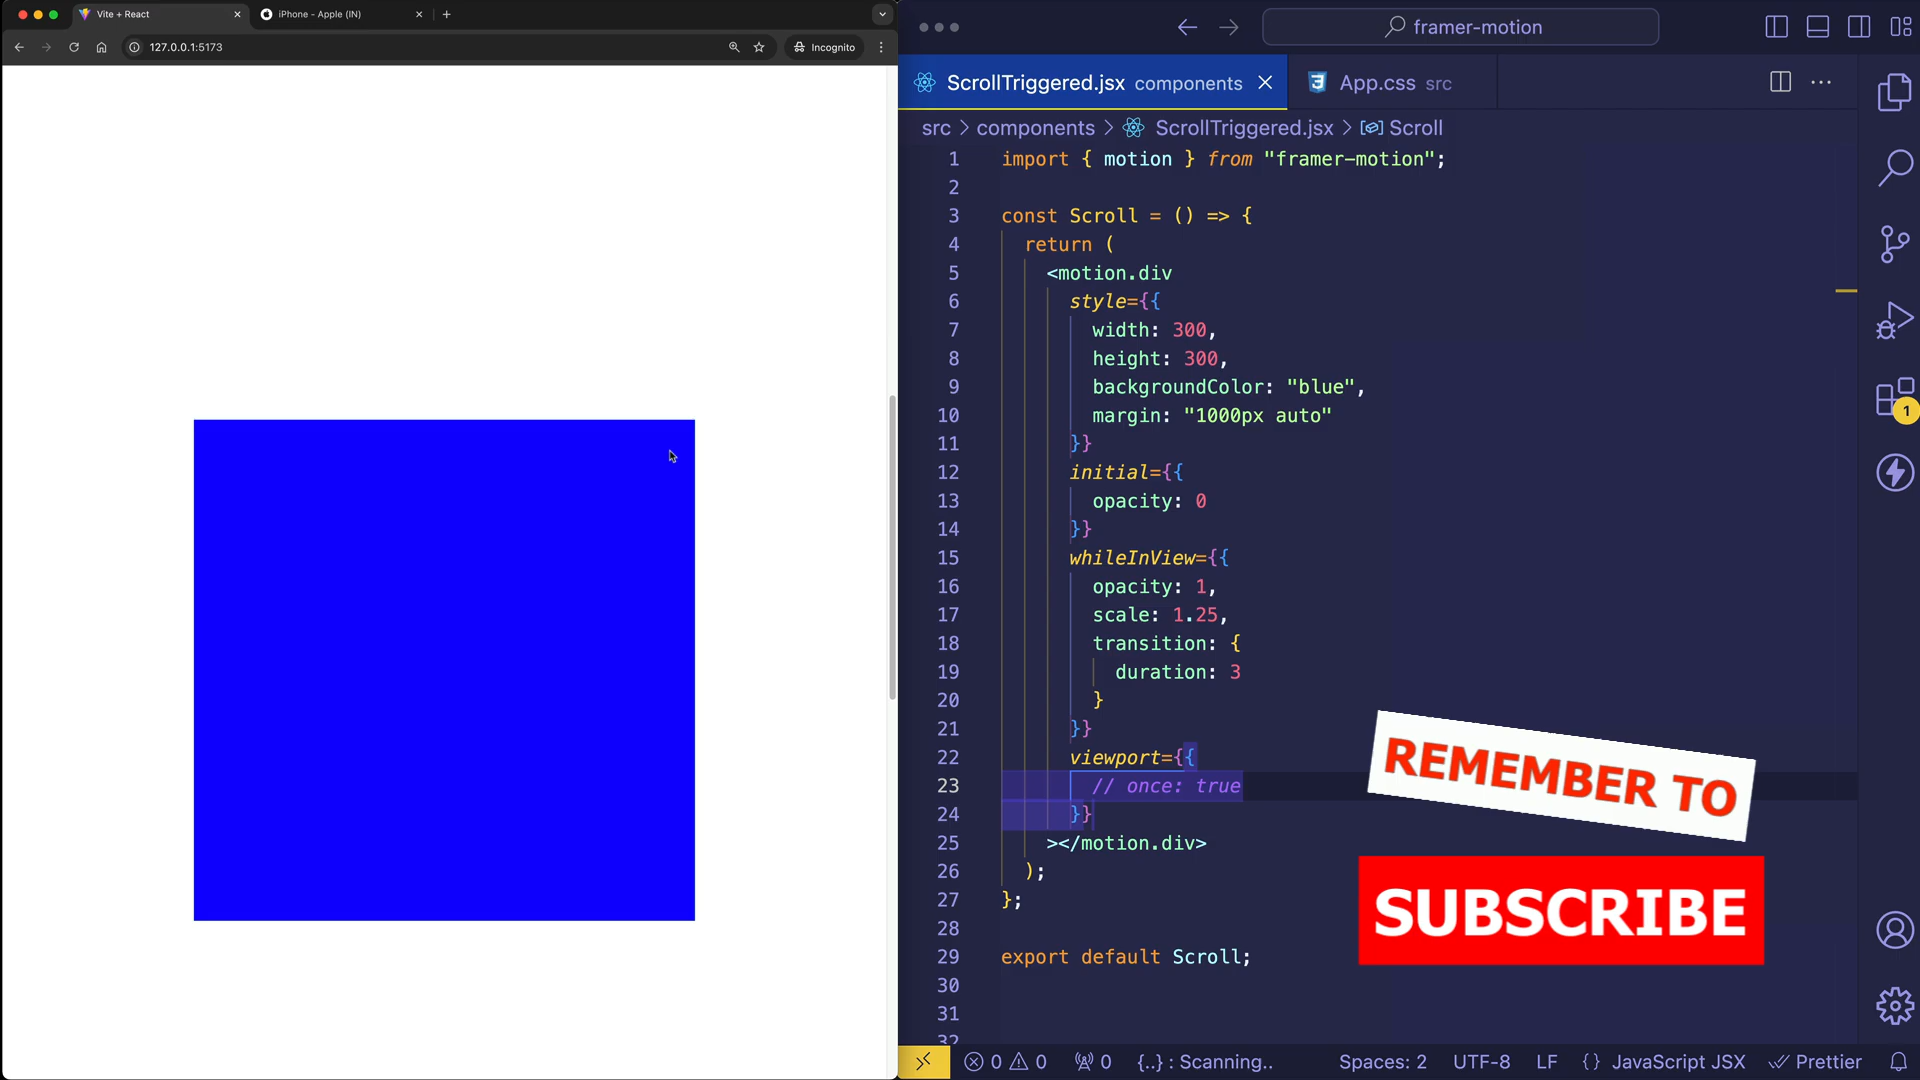 Vite + React
iPhone - Apple (IN)
127.0.0.1:5173
Incognito
framer-motion
ScrollTriggered.jsx components
App.css src
src > components > ScrollTriggered.jsx > Scroll
1 import { motion } from "framer-motion";
2
3 const Scroll = () => {
4 return (
5 <motion.div
6 style={{
7 width: 300,
8 height: 300,
9 backgroundColor: "blue",
10 margin: "1000px auto"
11 }}
12 initial={{
13 opacity: 0
14 }}
15 whileInView={{
16 opacity: 1,
17 scale: 1.25,
18 transition: {
19 duration: 3
20 }
21 }}
22 viewport={{
23 // once: true
24 }}
25 ></motion.div>
26 );
27 };
28
29 export default Scroll;
30
31
32
1
REMEMBER TO
SUBSCRIBE
0 0 0 {..} : Scanning.. Spaces: 2 UTF-8 LF {} JavaScript JSX Prettier